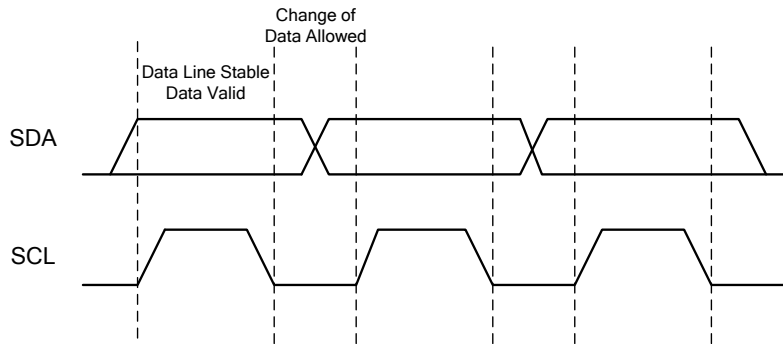 Change of
Data Allowed
Data Line Stable
Data Valid
SDA
SCL